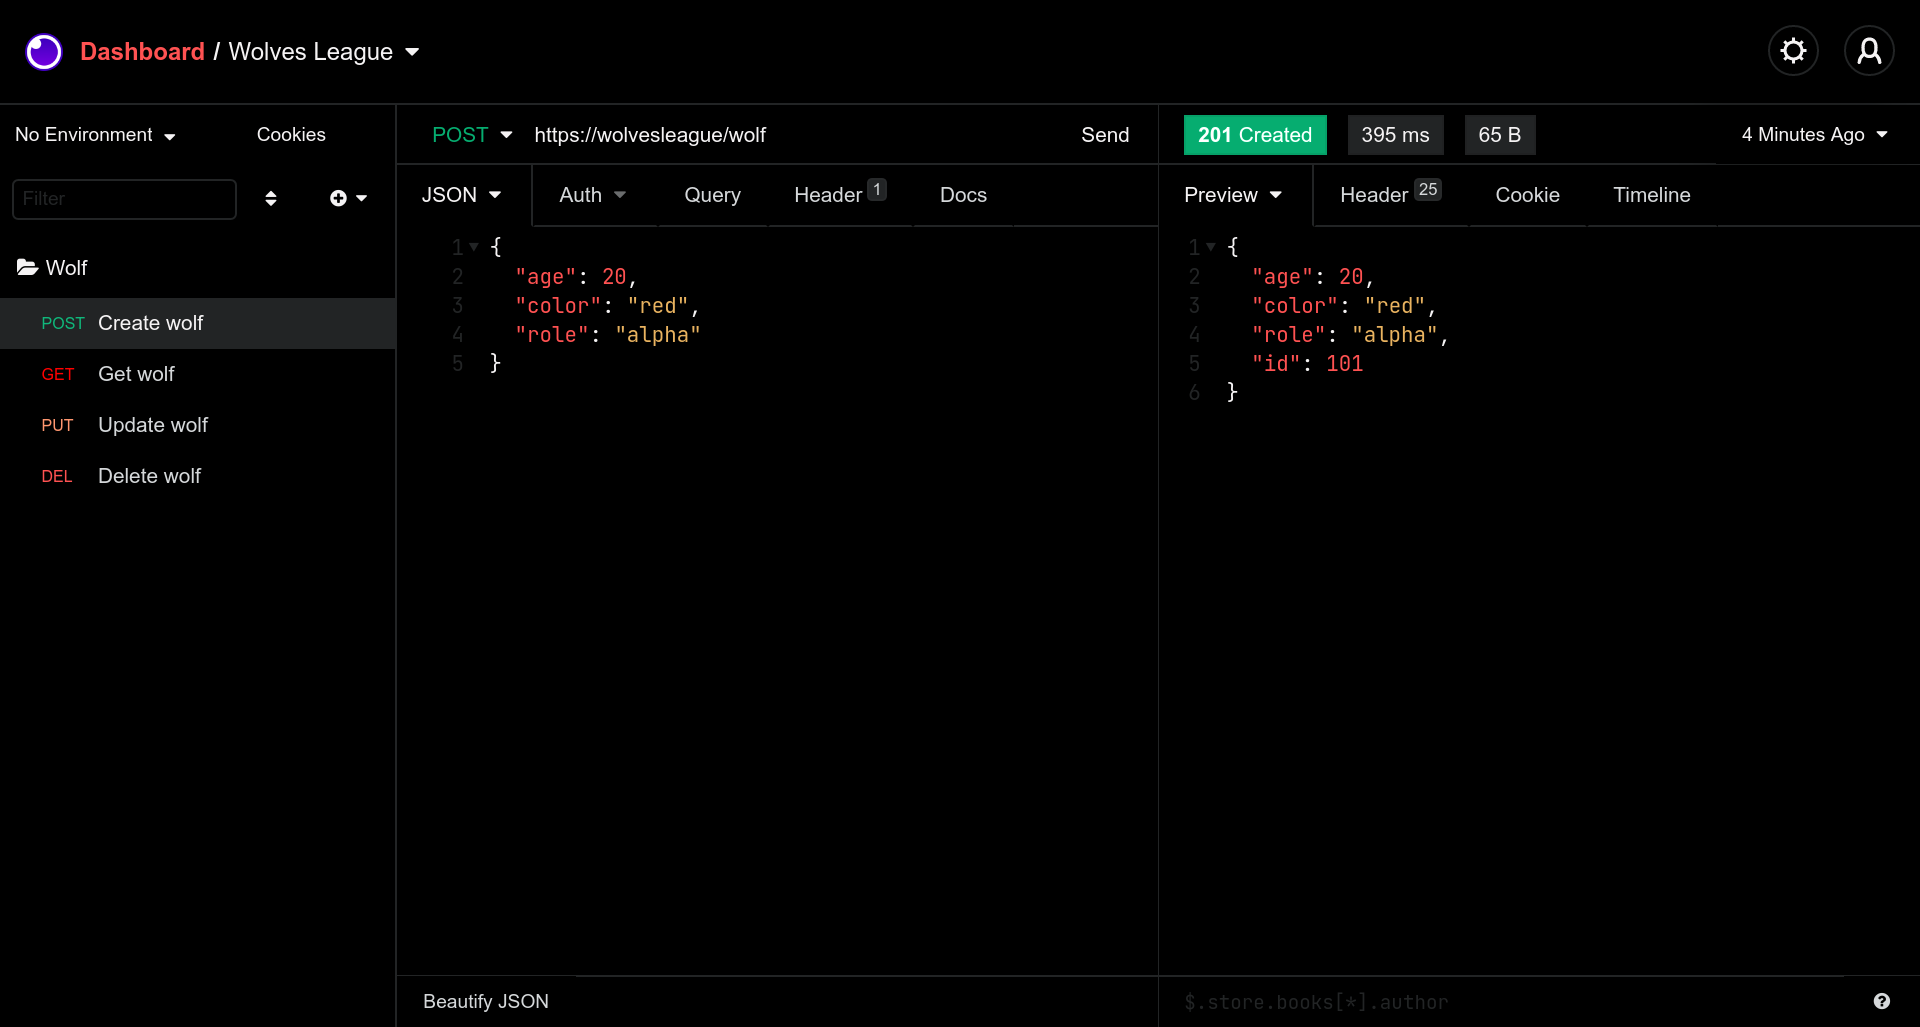 Dashboard / Wolves League
No Environment
Cookies
Filter
Wolf
POST Create wolf
GET Get wolf
PUT Update wolf
DEL Delete wolf
POST https://wolvesleague/wolf Send
JSON Auth Query Header 1 Docs
1 {
2 "age": 20,
3 "color": "red",
4 "role": "alpha"
5 }
Beautify JSON
201 Created 395 ms 65 B 4 Minutes Ago
Preview Header 25 Cookie Timeline
1 {
2 "age": 20,
3 "color": "red",
4 "role": "alpha",
5 "id": 101
6 }
$.store.books[*].author